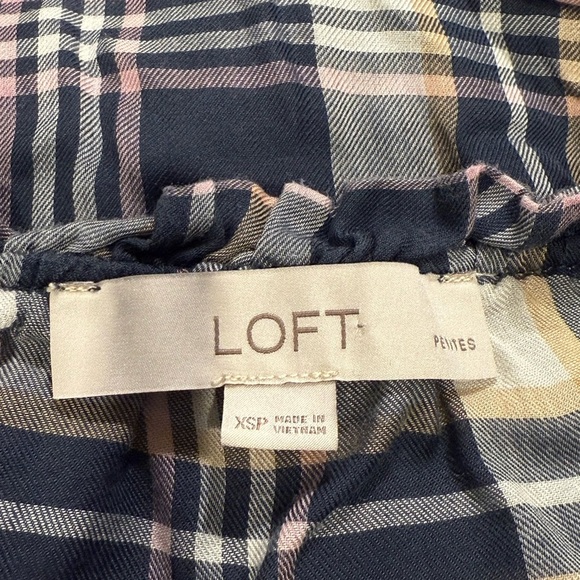 LOFT
PETITES
XSP MADE IN
VIETNAM